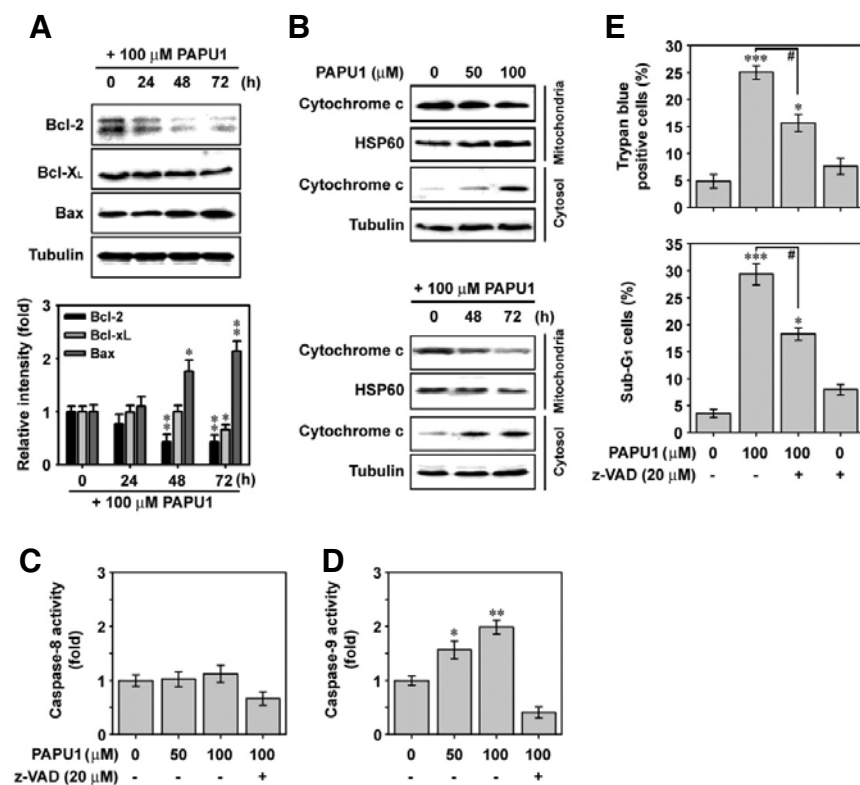 A
+ 100 μM PAPU1
0 24 48 72 (h)
Bcl-2
Bcl-XL
Bax
Tubulin
3
2
1
0
Relative intensity (fold)
Bcl-2
Bcl-xL
Bax
** * ** * **
0 24 48 72 (h)
+ 100 μM PAPU1
B
PAPU1 (μM) 0 50 100
Cytochrome c
HSP60
Mitochondria
Cytochrome c
Tubulin
Cytosol
+ 100 μM PAPU1
0 48 72 (h)
Cytochrome c
HSP60
Mitochondria
Cytochrome c
Tubulin
Cytosol
E
Trypan blue
positive cells (%)
30
25
20
15
10
5
0
*** # *
Sub-G1 cells (%)
35
30
25
20
15
10
5
0
*** # *
PAPU1 (μM) 0 100 100 0
z-VAD (20 μM) - - + +
C
Caspase-8 activity
(fold)
3
2
1
0
PAPU1 (μM) 0 50 100 100
z-VAD (20 μM) - - - +
D
Caspase-9 activity
(fold)
3
2
1
0
* **
0 50 100 100
- - - +